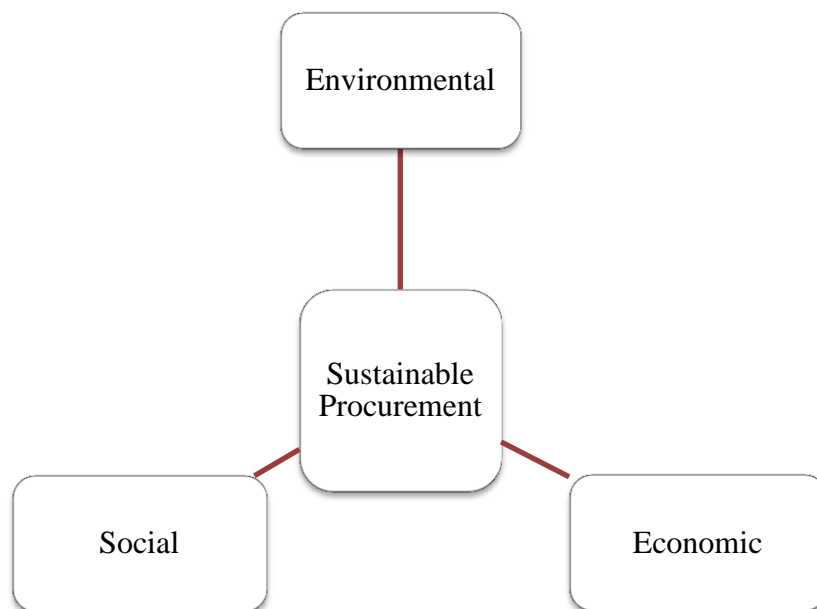 Environmental
Sustainable
Procurement
Social
Economic